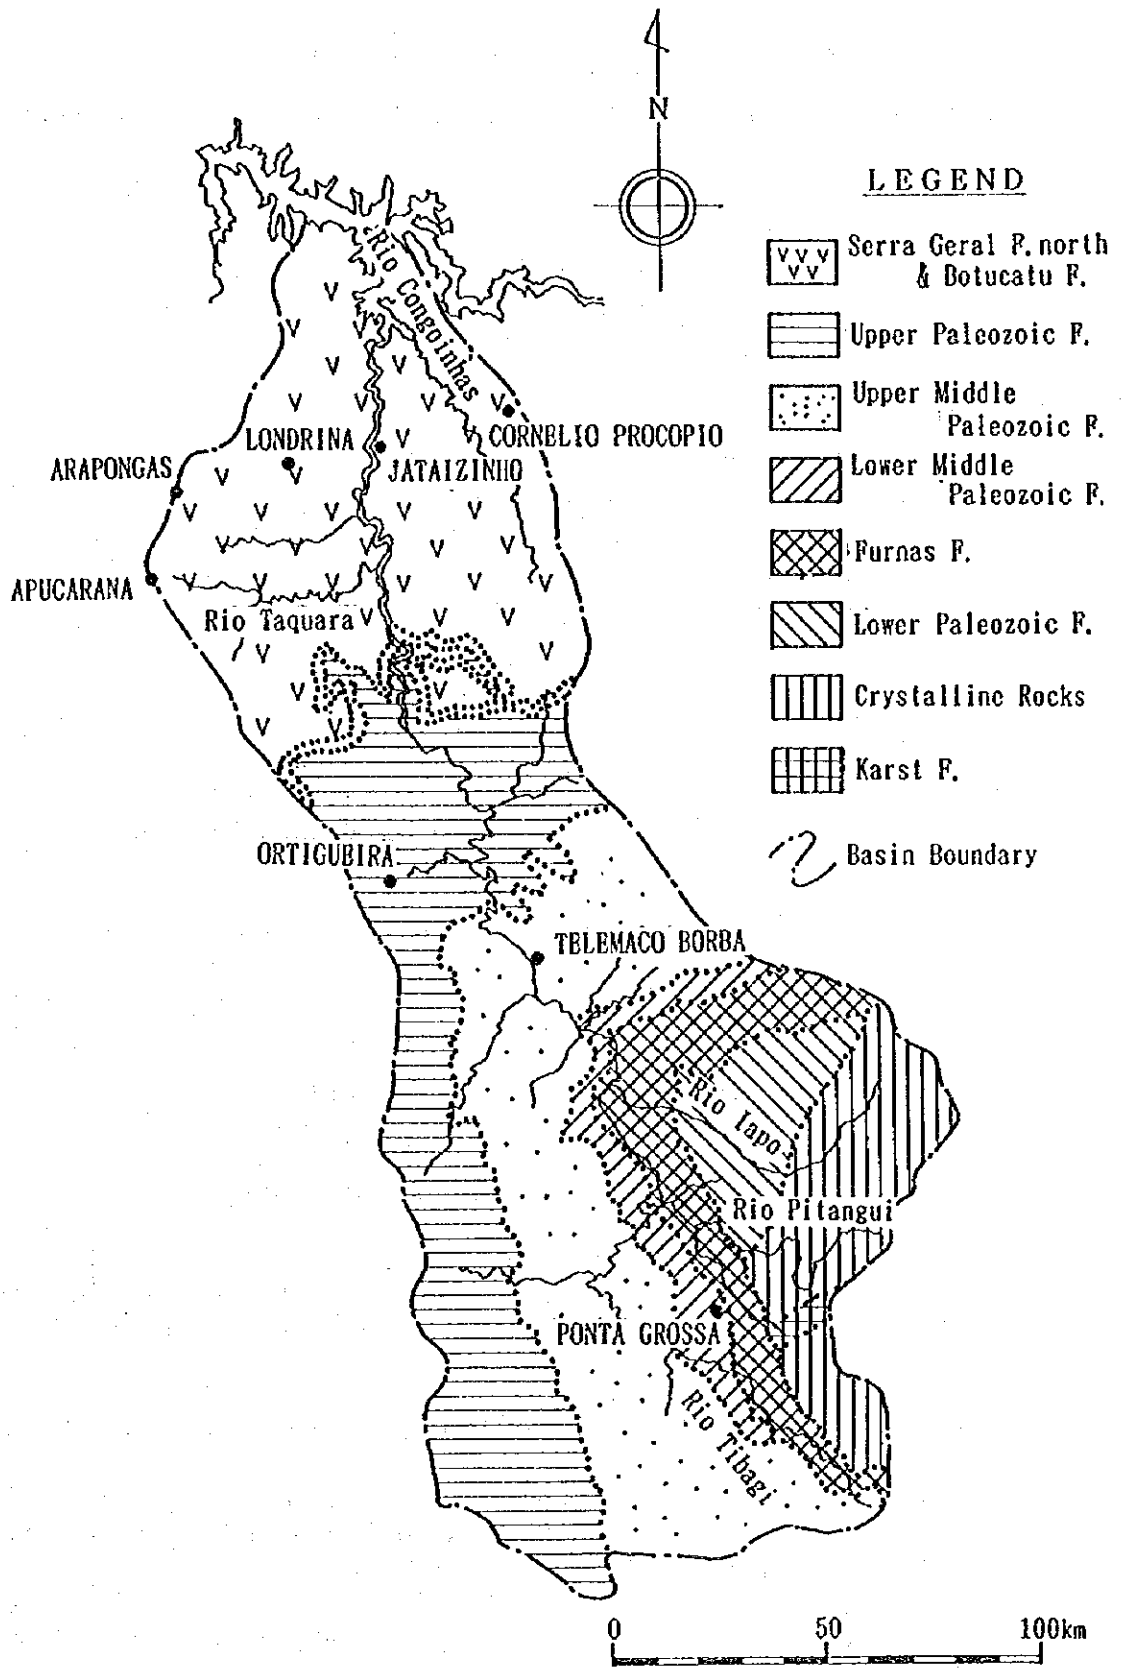 N
LEGEND
Serra Geral F. north
& Botucatu F.
Upper Paleozoic F.
Upper Middle
Paleozoic F.
Lower Middle
Paleozoic F.
Furnas F.
Lower Paleozoic F.
Crystalline Rocks
Karst F.
Basin Boundary
Rio Congoinhas
CORNELIO PROCOPIO
LONDRINA
JATAIZINHO
ARAPONGAS
APUCARANA
Rio Taquara
ORTIGUEIRA
TELEMACO BORBA
Rio Iapo
Rio Pitangui
PONTA GROSSA
Rio Tibagi
0 50 100km